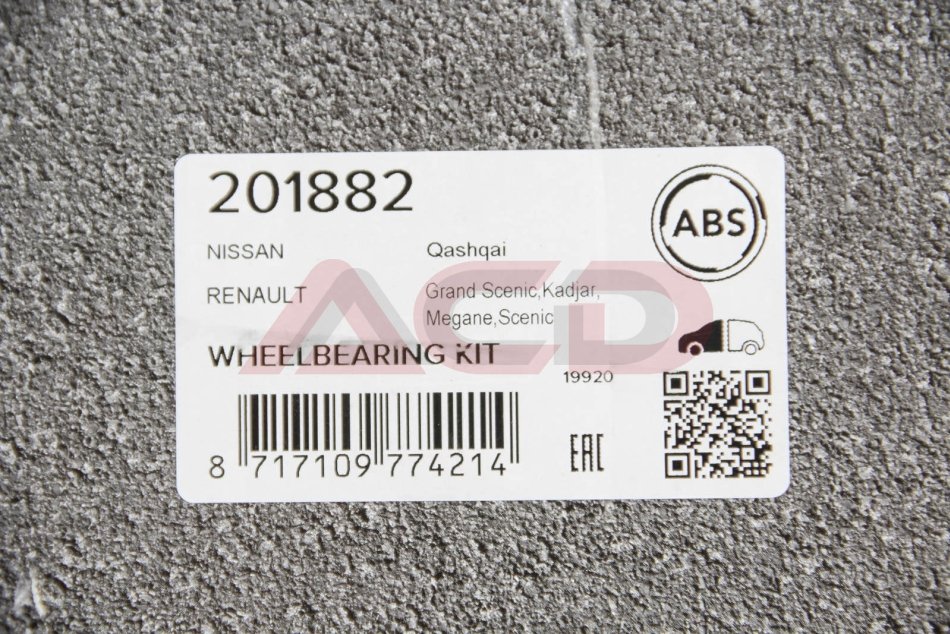 201882
ABS
NISSAN Qashqai
RENAULT Grand Scenic,Kadjar,
Megane,Scenic
ACD
WHEELBEARING KIT
19920
8 717109 774214
EAC